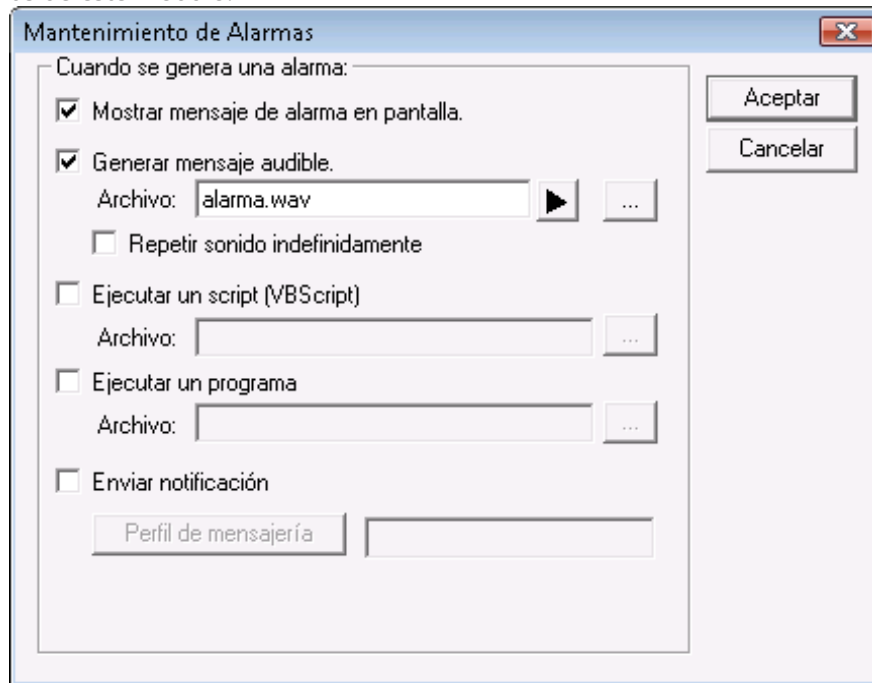 Mantenimiento de Alarmas
Cuando se genera una alarma:
Mostrar mensaje de alarma en pantalla.
Generar mensaje audible.
Archivo: alarma.wav ...
Repetir sonido indefinidamente
Ejecutar un script (VBScript)
Archivo: ...
Ejecutar un programa
Archivo: ...
Enviar notificación
Perfil de mensajería
Aceptar
Cancelar